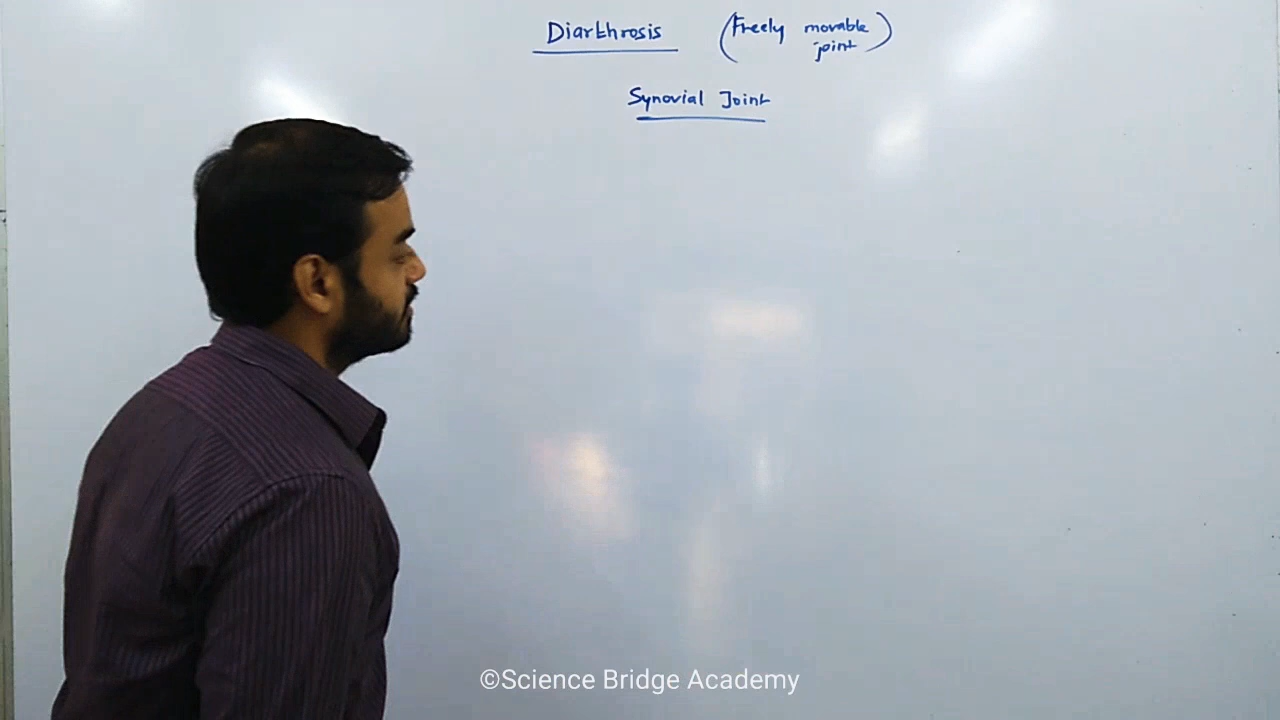 Diarthrosis (Freely movable
joint)
Synovial Joint
©Science Bridge Academy